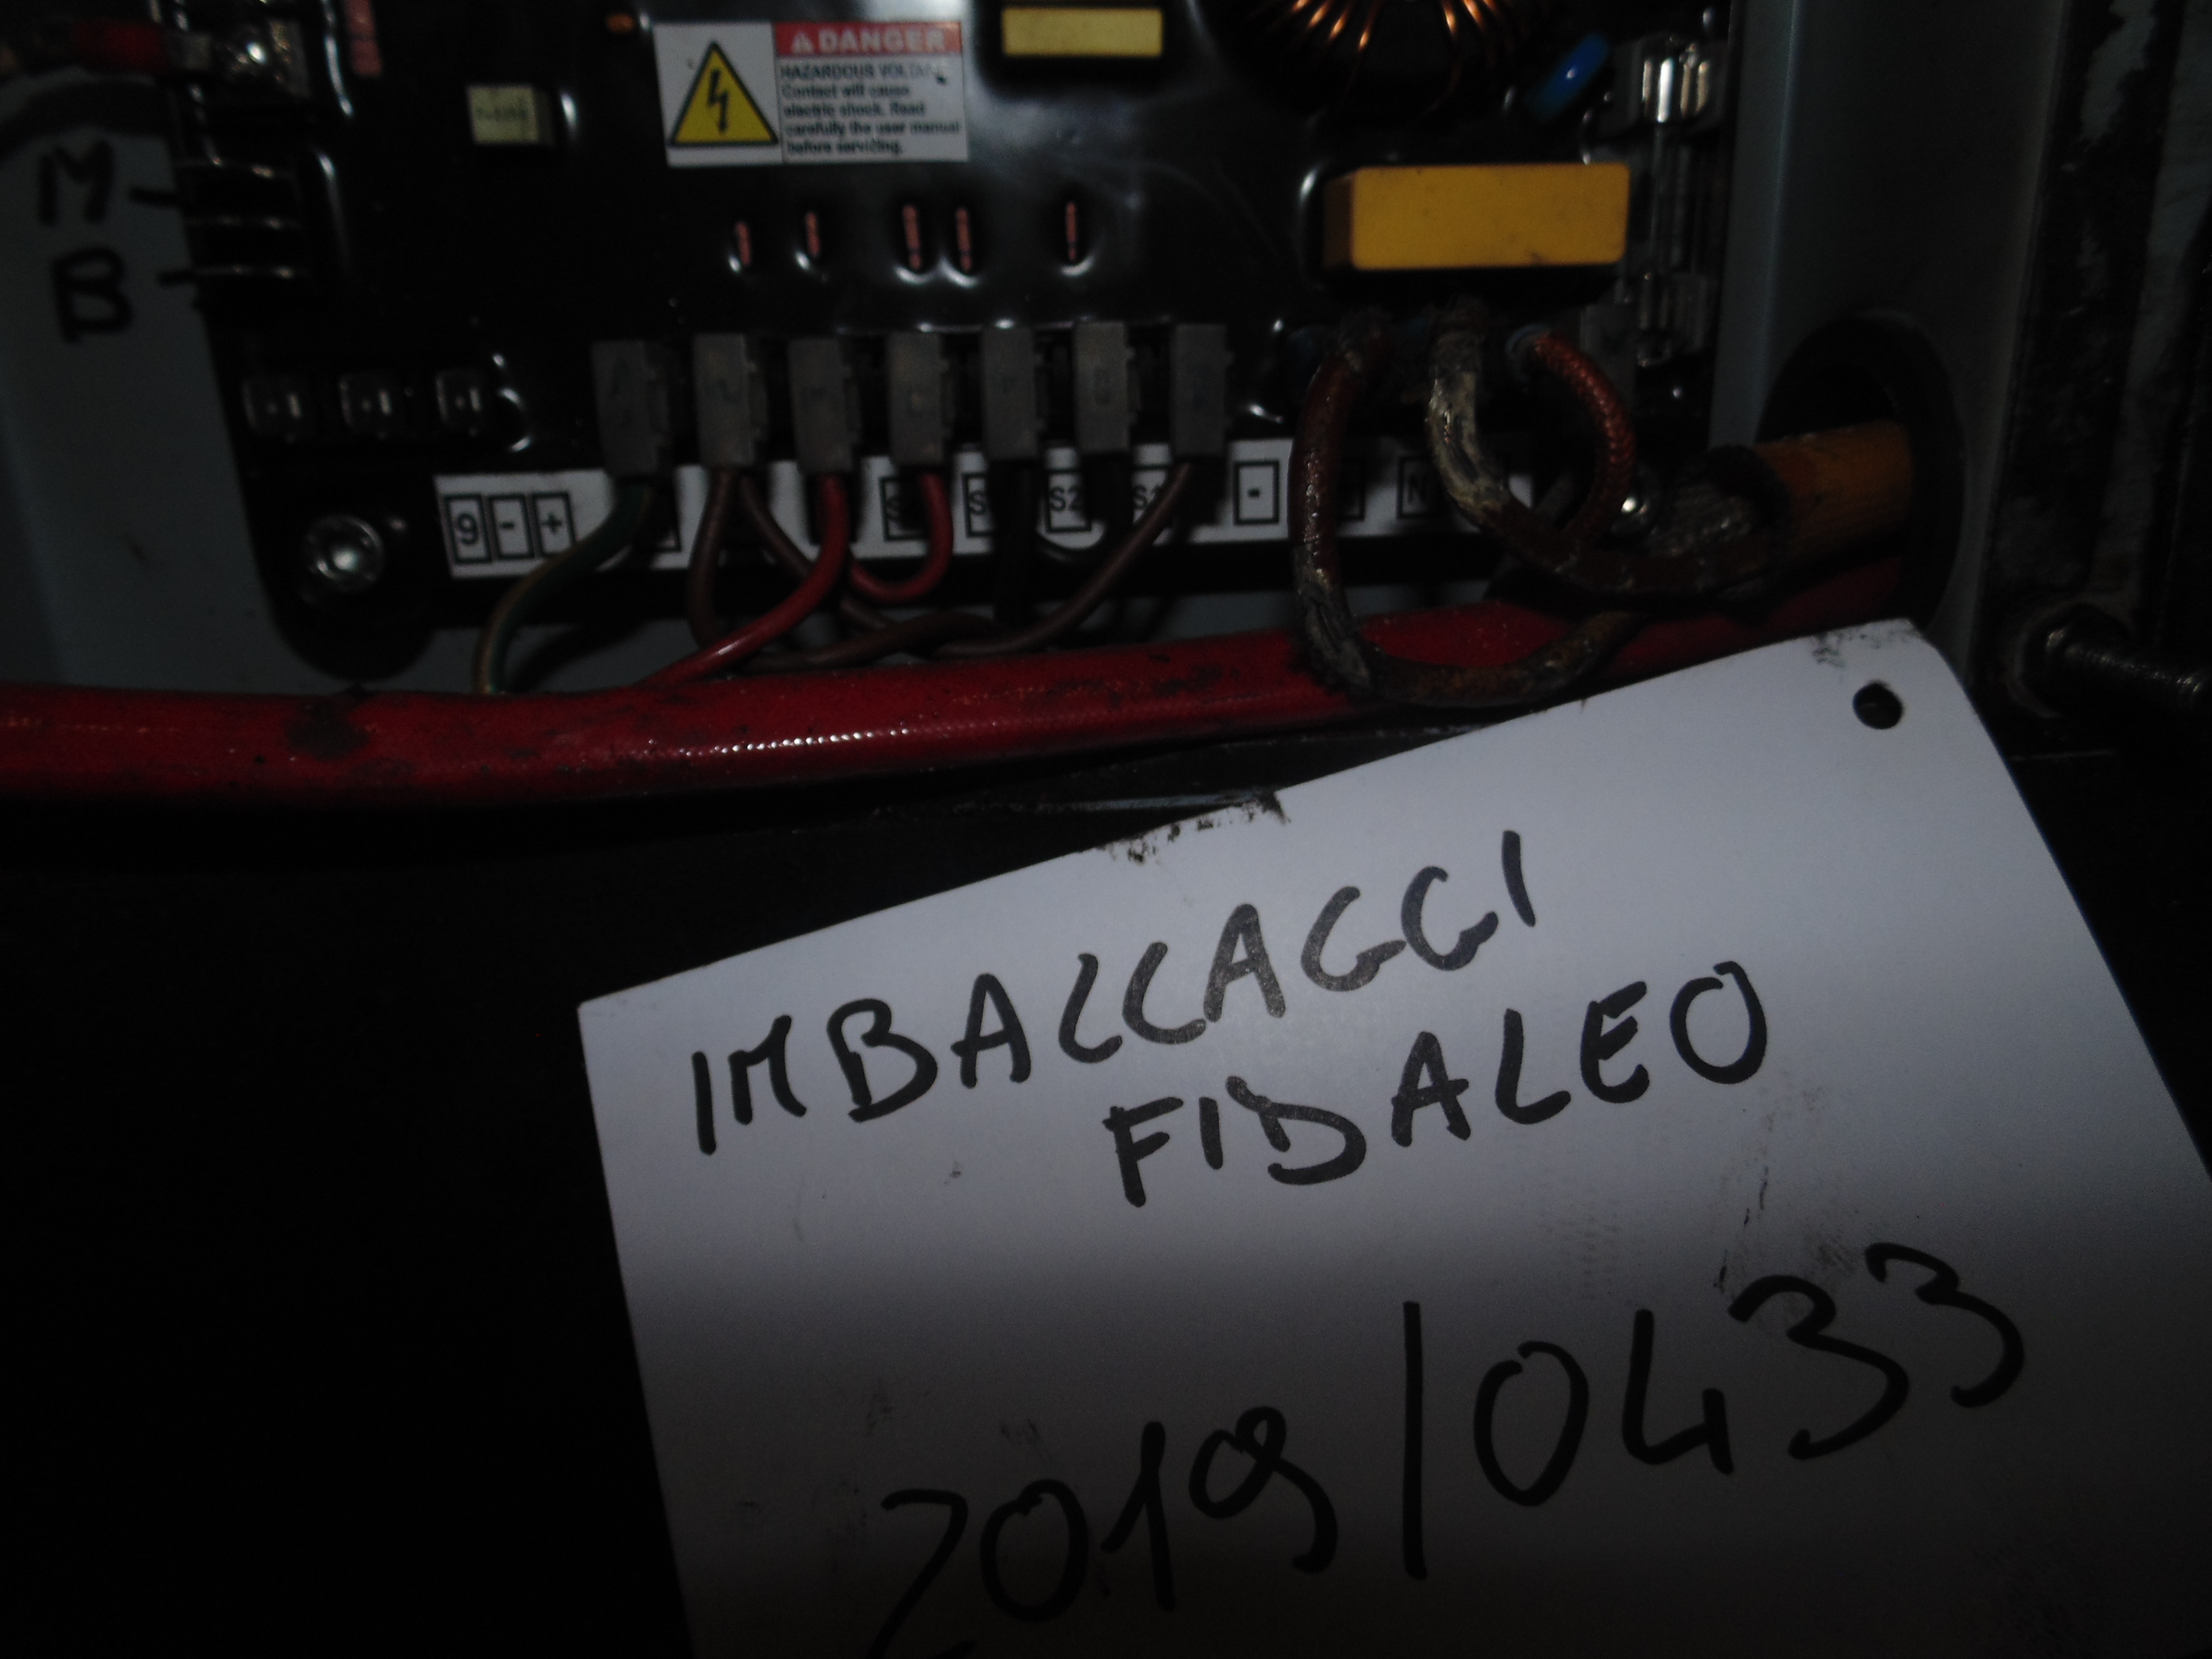 DANGER
HAZARDOUS VOLTAGE
Contact will cause
electric shock. Read
carefully the user manual
before servicing.
M
B
9 - +
S2
-
N
IMBALLAGGI
FIDALEO
2019/0433